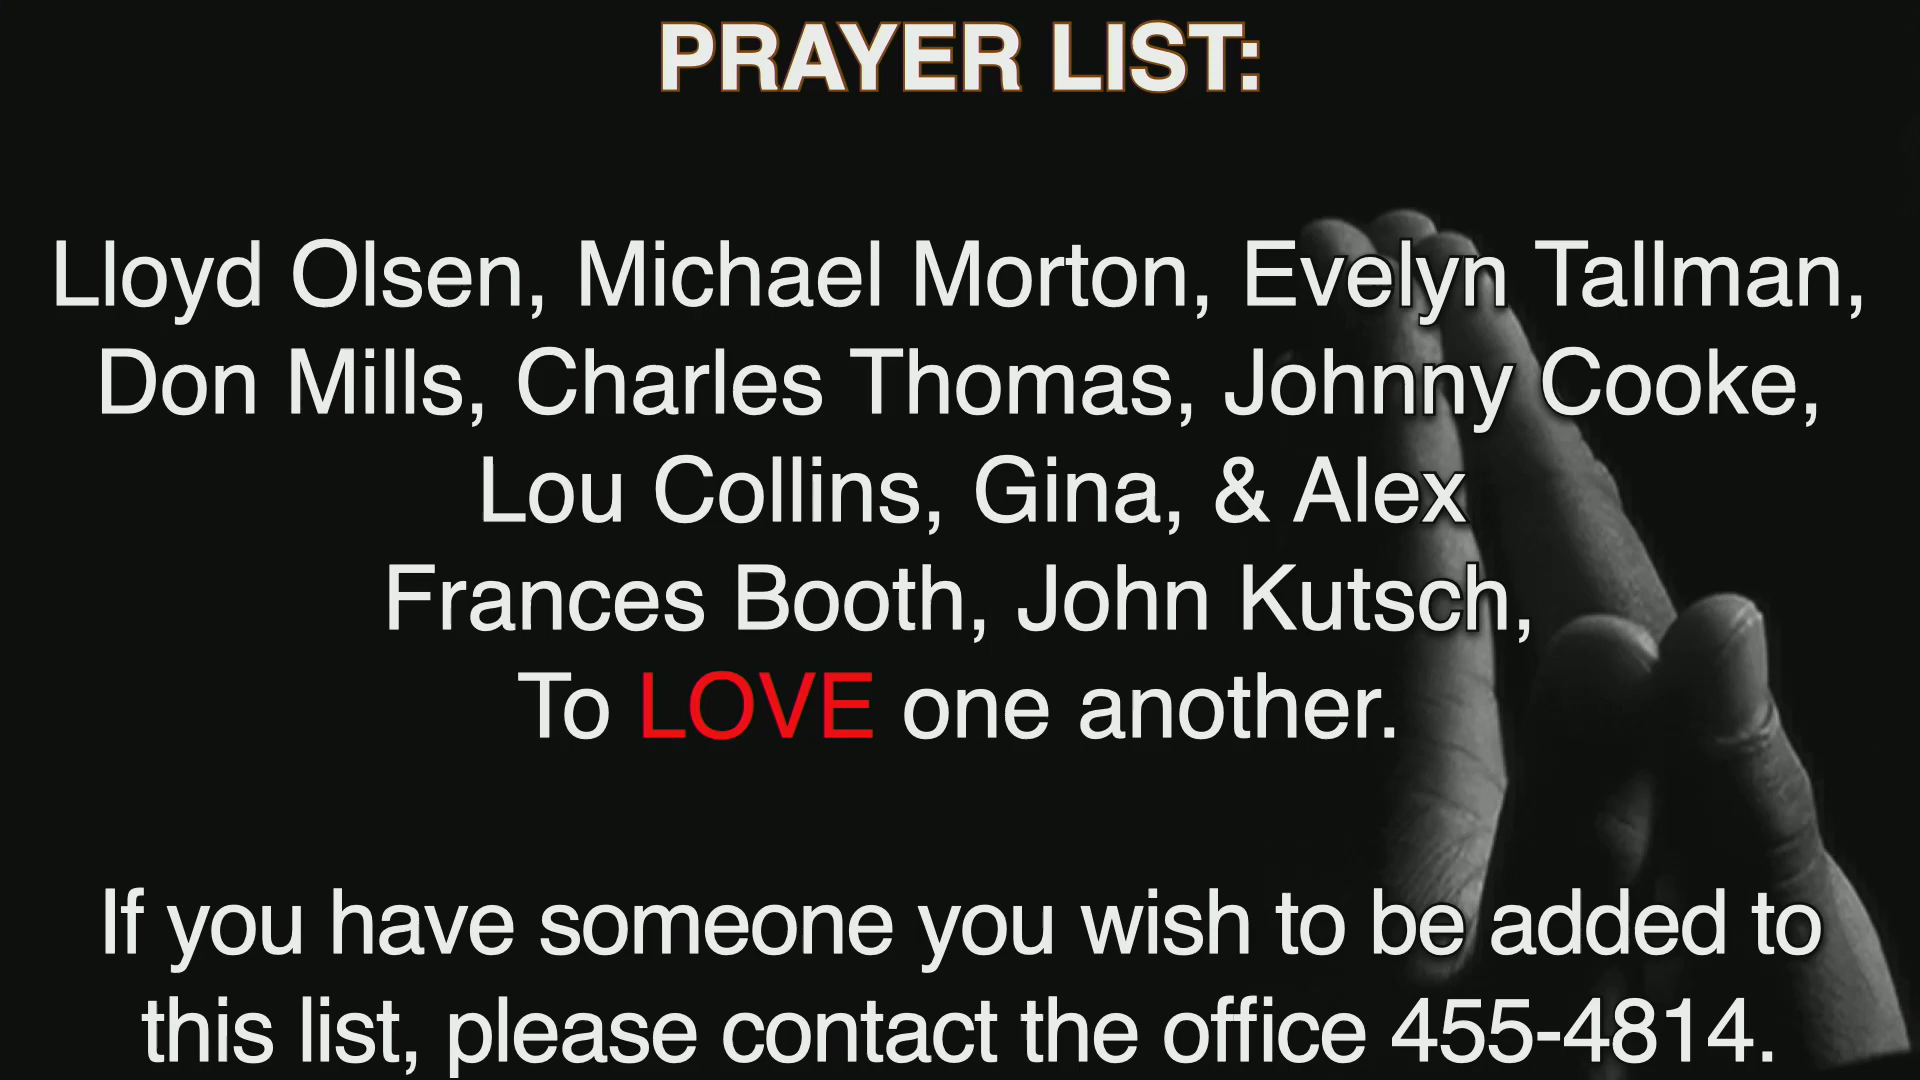 PRAYER LIST:
Lloyd Olsen, Michael Morton, Evelyn Tallman,
Don Mills, Charles Thomas, Johnny Cooke,
Lou Collins, Gina, & Alex
Frances Booth, John Kutsch,
To LOVE one another.
If you have someone you wish to be added to
this list, please contact the office 455-4814.